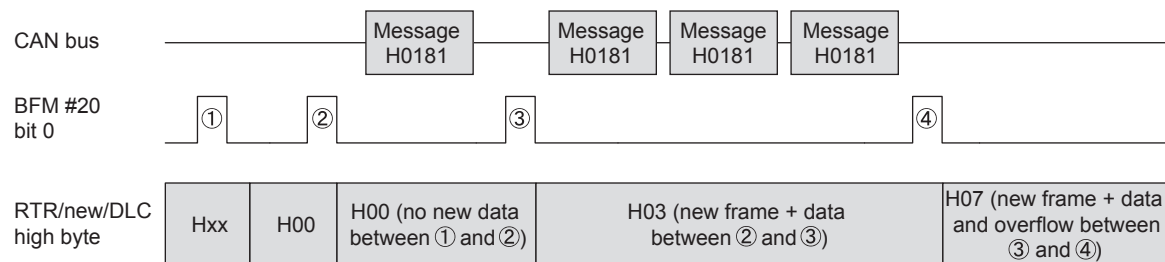 CAN bus
Message
H0181
Message
H0181
Message
H0181
Message
H0181
BFM #20
bit 0
①
②
③
④
RTR/new/DLC
high byte
Hxx
H00
H00 (no new data
between ① and ②)
H03 (new frame + data
between ② and ③)
H07 (new frame + data
and overflow between
③ and ④)